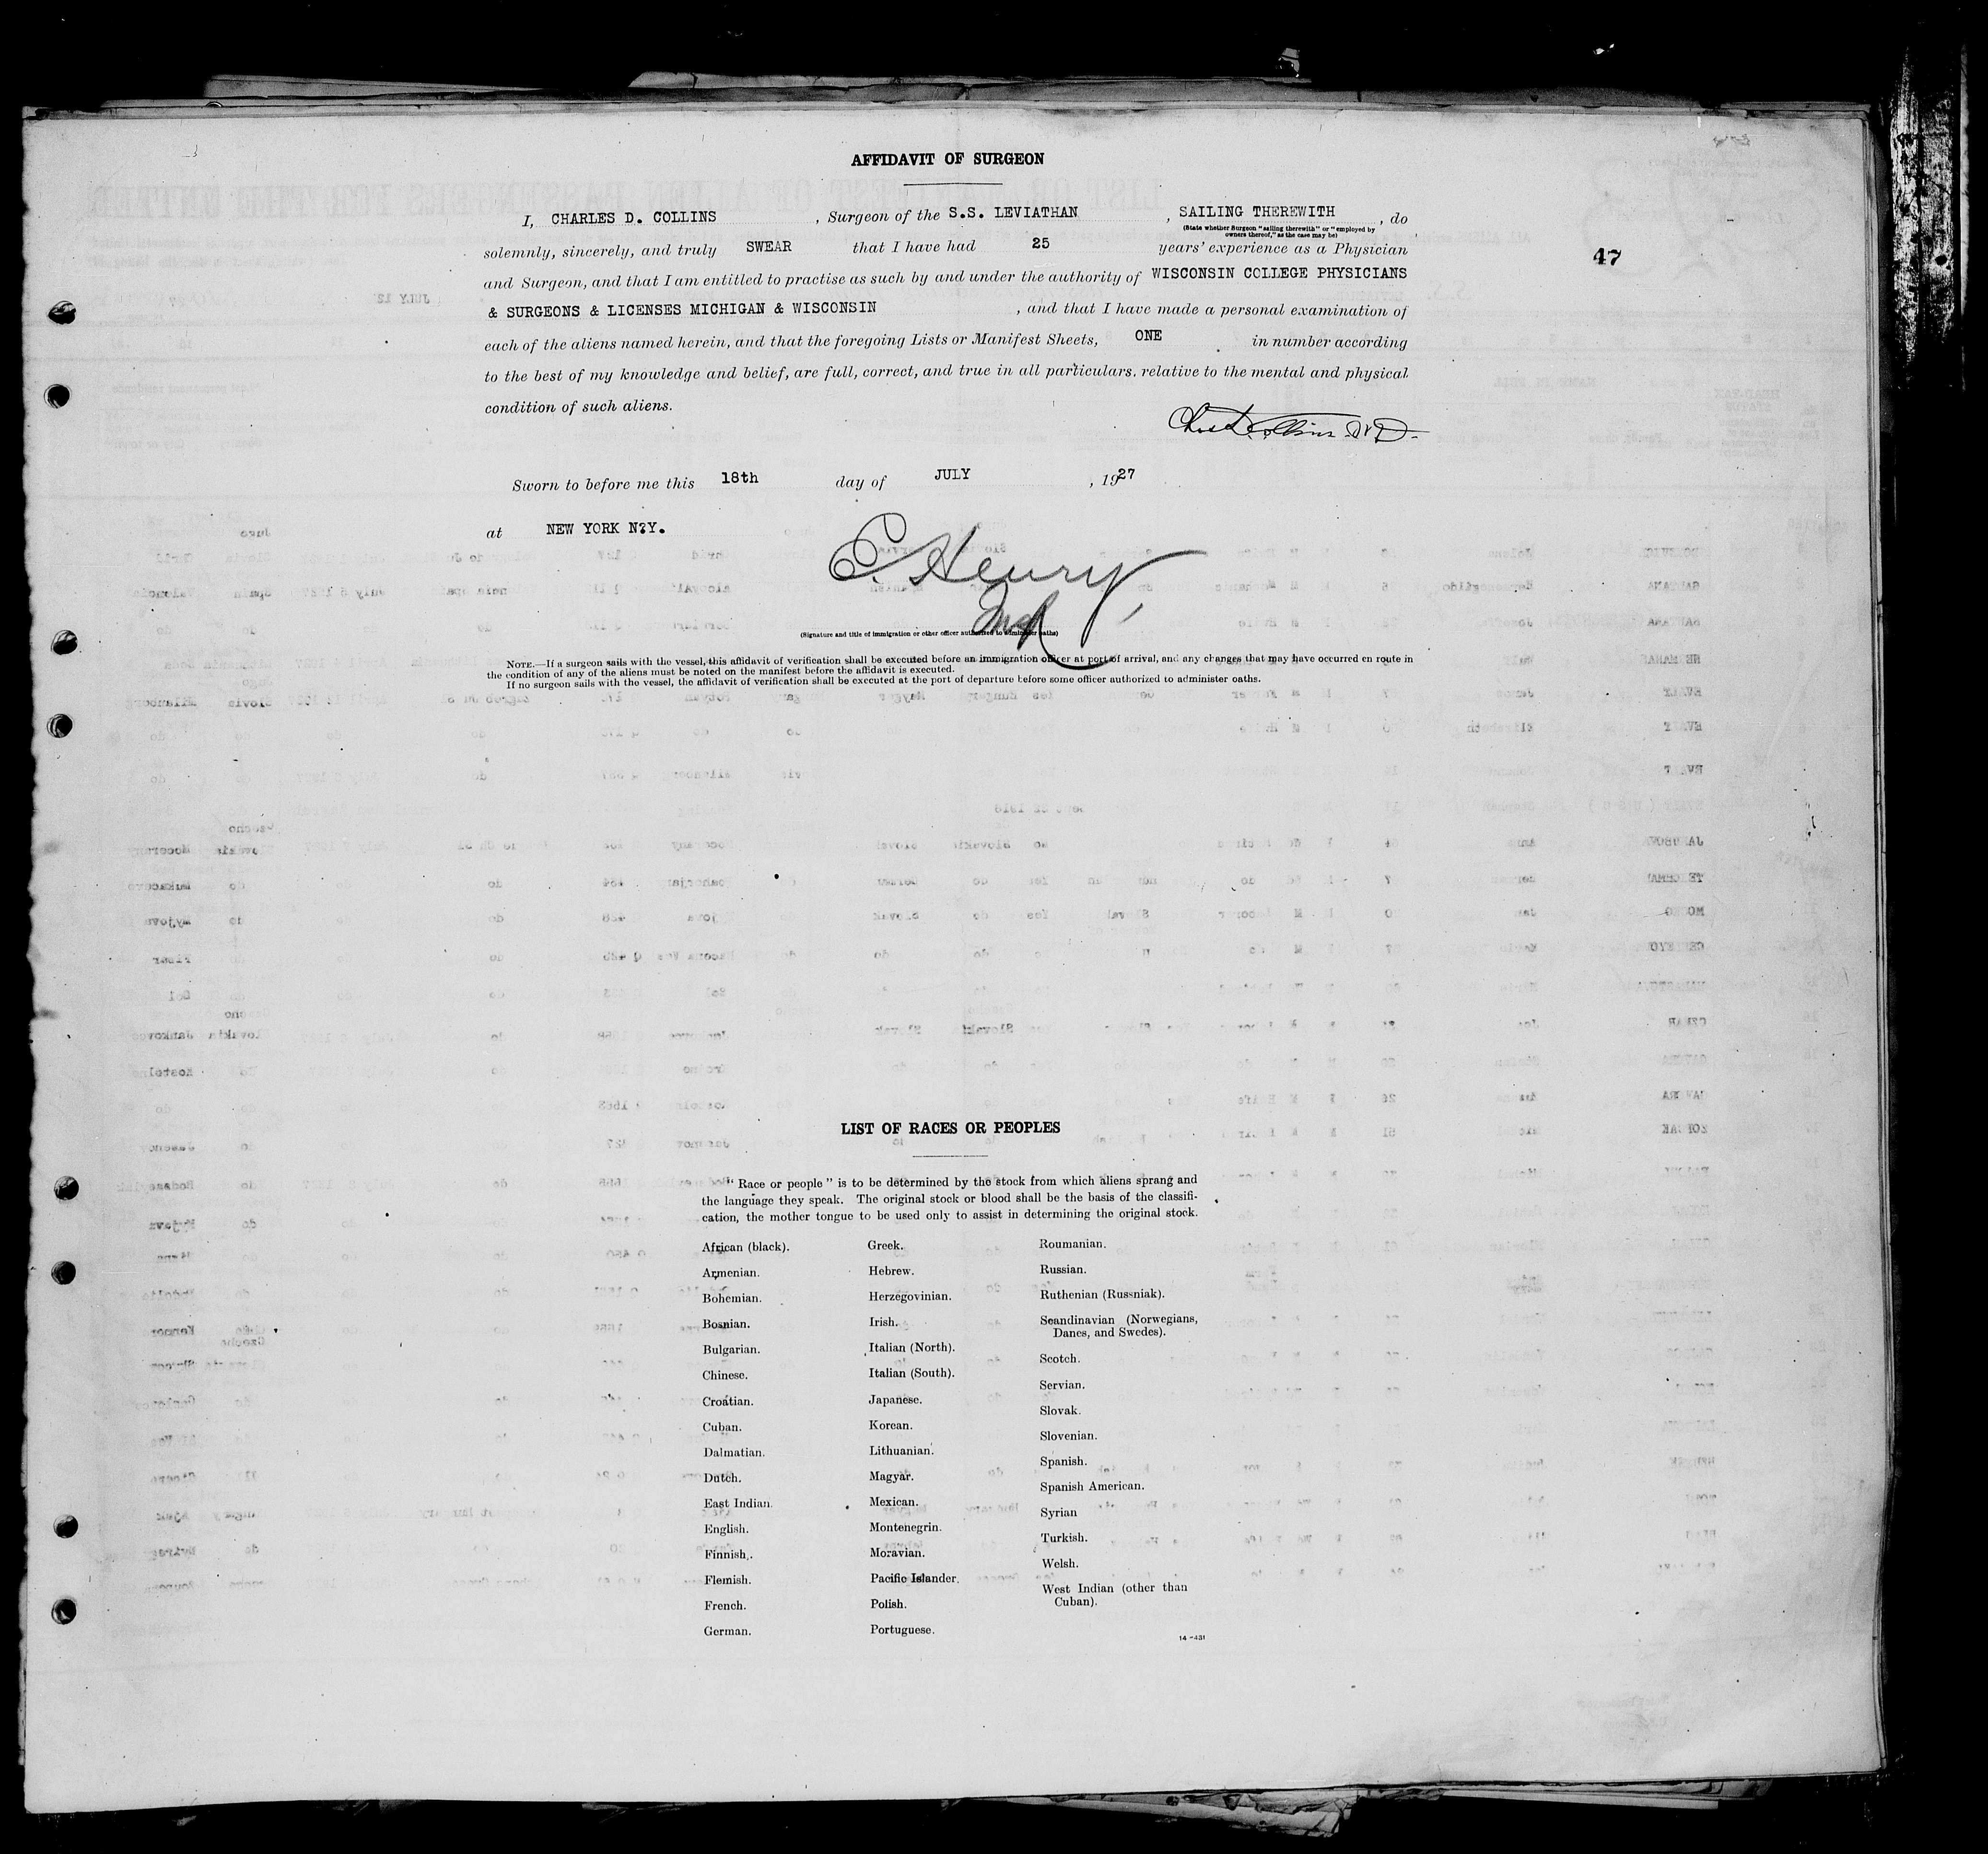 AFFIDAVIT OF SURGEON
I, CHARLES D. COLLINS, Surgeon of the S.S. LEVIATHAN, SAILING THEREWITH, do
(State whether Surgeon "sailing therewith" or "employed by
owners thereof," as the case may be)
solemnly, sincerely, and truly SWEAR that I have had 25 years' experience as a Physician
47
and Surgeon, and that I am entitled to practise as such by and under the authority of WISCONSIN COLLEGE PHYSICIANS
& SURGEONS & LICENSES MICHIGAN & WISCONSIN, and that I have made a personal examination of
each of the aliens named herein, and that the foregoing Lists or Manifest Sheets, ONE in number according
to the best of my knowledge and belief, are full, correct, and true in all particulars, relative to the mental and physical
condition of such aliens.
Chas D. Collins M.D.
Sworn to before me this 18th day of JULY, 1927
at NEW YORK N?Y.
E. Henry
(Signature and title of immigration or other officer authorized to administer oaths)
NOTE.—If a surgeon sails with the vessel, this affidavit of verification shall be executed before an immigration officer at port of arrival, and any changes that may have occurred en route in
the condition of any of the aliens must be noted on the manifest before the affidavit is executed.
If no surgeon sails with the vessel, the affidavit of verification shall be executed at the port of departure before some officer authorized to administer oaths.
LIST OF RACES OR PEOPLES
"Race or people" is to be determined by the stock from which aliens sprang and
the language they speak. The original stock or blood shall be the basis of the classifi-
cation, the mother tongue to be used only to assist in determining the original stock.
African (black).
Armenian.
Bohemian.
Bosnian.
Bulgarian.
Chinese.
Croatian.
Cuban.
Dalmatian.
Dutch.
East Indian.
English.
Finnish.
Flemish.
French.
German.
Greek.
Hebrew.
Herzegovinian.
Irish.
Italian (North).
Italian (South).
Japanese.
Korean.
Lithuanian.
Magyar.
Mexican.
Montenegrin.
Moravian.
Pacific Islander.
Polish.
Portuguese.
Roumanian.
Russian.
Ruthenian (Russniak).
Scandinavian (Norwegians,
Danes, and Swedes).
Scotch.
Servian.
Slovak.
Slovenian.
Spanish.
Spanish American.
Syrian
Turkish.
Welsh.
West Indian (other than
Cuban).
14-431